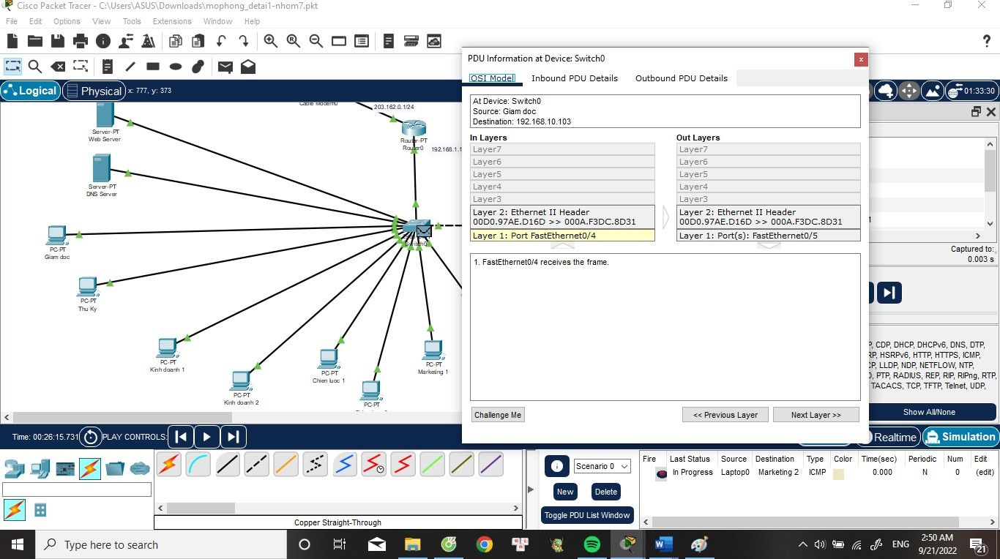 Cisco Packet Tracer - C:\Users\ASUS\Downloads\mophong_detai1-nhom7.pkt
File Edit Options View Tools Extensions Window Help
Logical Physical x: 777, y: 373
01:33:30
PDU Information at Device: Switch0
OSI Model Inbound PDU Details Outbound PDU Details
At Device: Switch0
Source: Giam doc
Destination: 192.168.10.103
In Layers
Layer7
Layer6
Layer5
Layer4
Layer3
Layer 2: Ethernet II Header
00D0.97AE.D16D >> 000A.F3DC.8D31
Layer 1: Port FastEthernet0/4
Out Layers
Layer7
Layer6
Layer5
Layer4
Layer3
Layer 2: Ethernet II Header
00D0.97AE.D16D >> 000A.F3DC.8D31
Layer 1: Port(s): FastEthernet0/5
1. FastEthernet0/4 receives the frame.
Challenge Me << Previous Layer Next Layer >>
Cable Modem0
203.162.0.1/24
Server-PT
Web Server
Router-PT
Router0
192.168.1.1
Server-PT
DNS Server
Switch0
PC-PT
Giam doc
PC-PT
Thu Ky
PC-PT
Kinh doanh 1
PC-PT
Kinh doanh 2
PC-PT
Chien luoc 1
PC-PT
PC-PT
Marketing 1
Captured to:
0.003 s
P, CDP, DHCP, DHCPv6, DNS, DTP,
RP, HSRPv6, HTTP, HTTPS, ICMP,
CP, LLDP, NDP, NETFLOW, NTP,
PTP, RADIUS, REP, RIP, RIPng, RTP,
TACACS, TCP, TFTP, Telnet, UDP,
Show All/None
Time: 00:26:15.731 PLAY CONTROLS:
Realtime Simulation
Copper Straight-Through
Scenario 0
New Delete
Toggle PDU List Window
Fire Last Status Source Destination Type Color Time(sec) Periodic Num Edit
In Progress Laptop0 Marketing 2 ICMP 0.000 N 0 (edit)
Type here to search
ENG
2:50 AM
9/21/2022
21